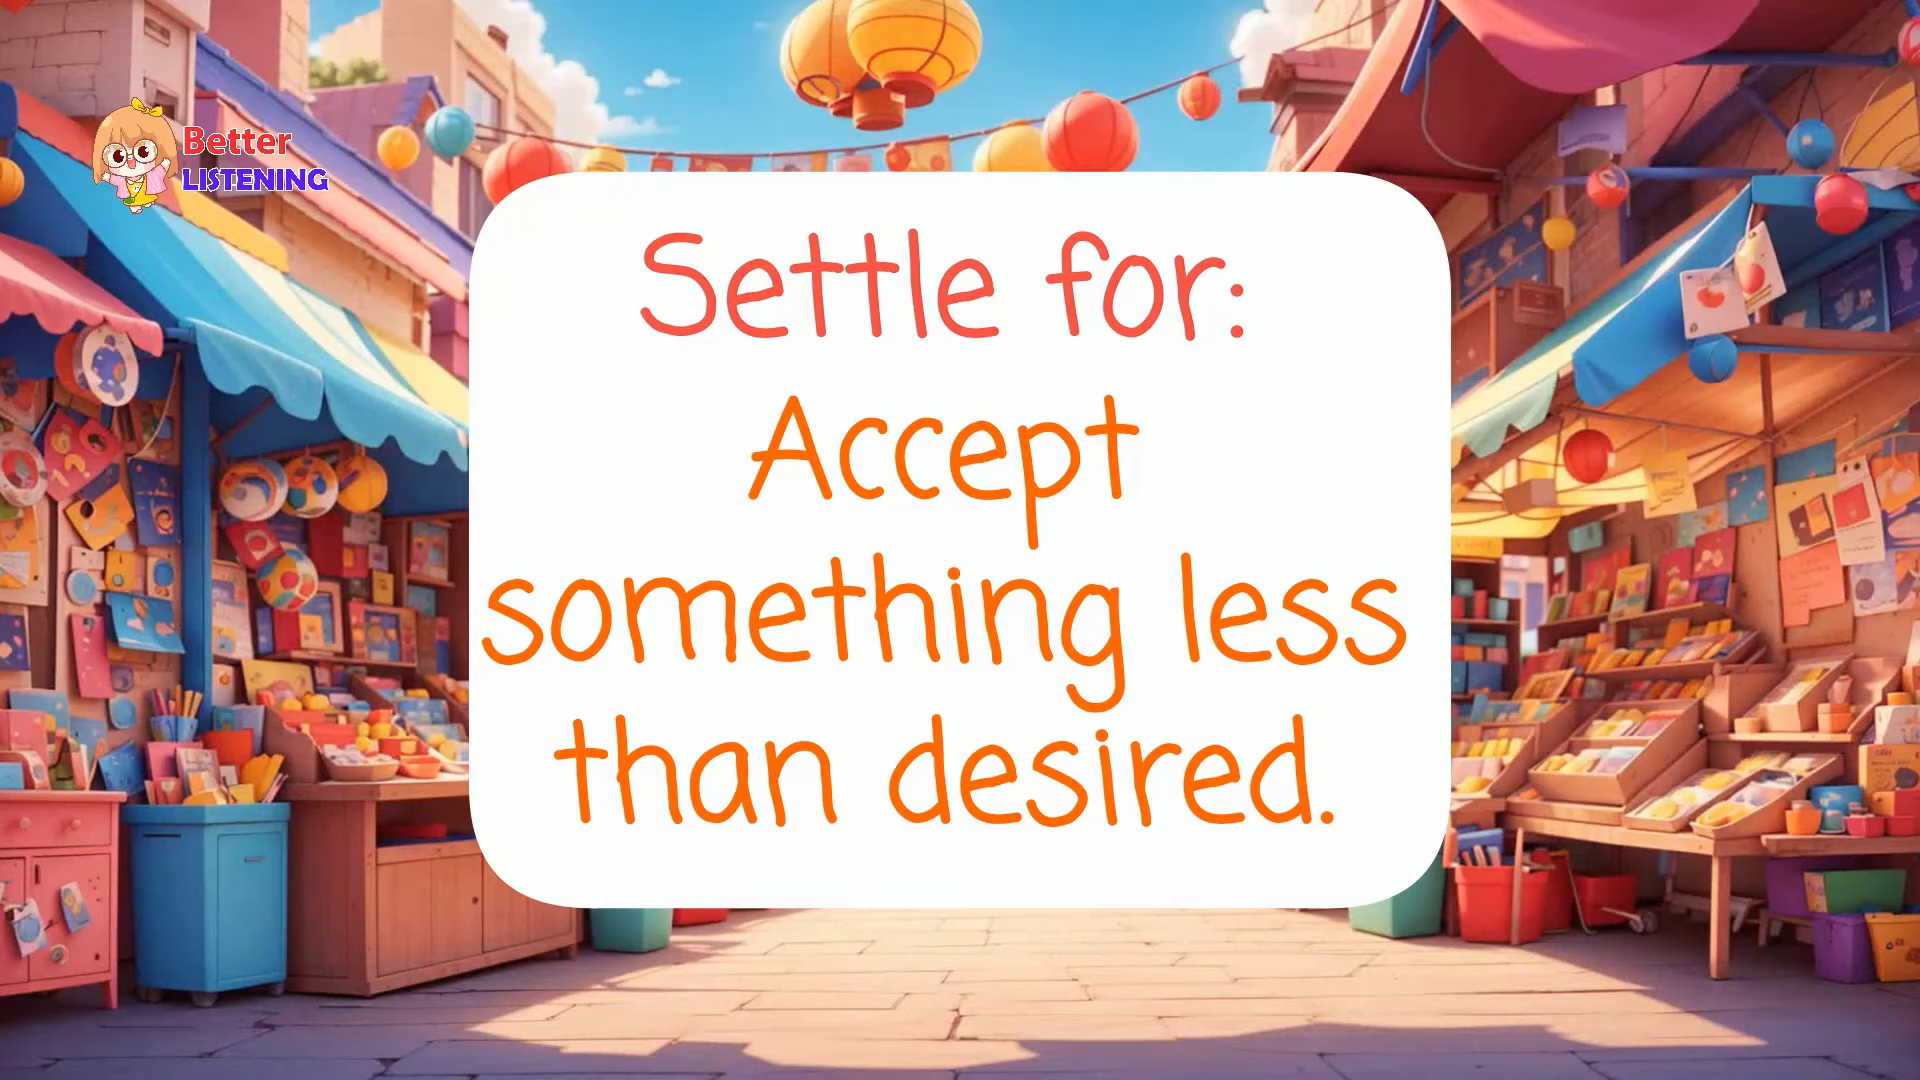 Better
LISTENING
Settle for:
Accept
something less
than desired.